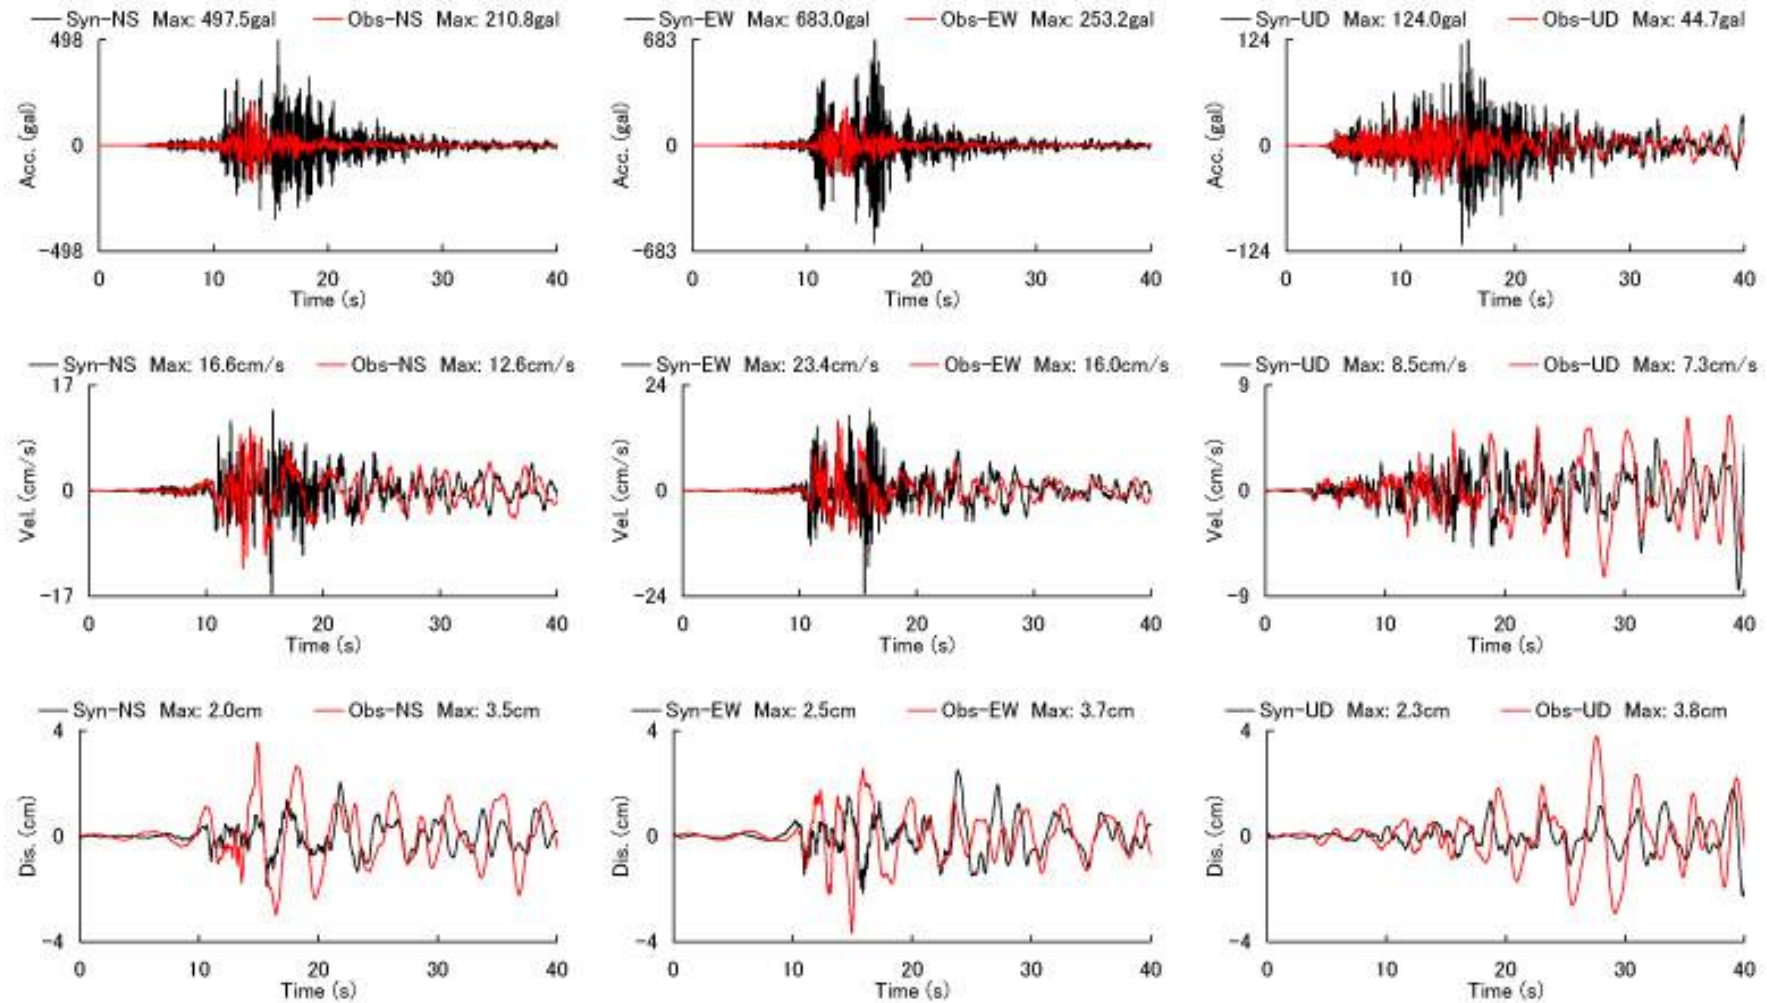 Syn-NS Max: 497.5gal Obs-NS Max: 210.8gal
498
0
-498
Acc. (gal)
0 10 20 30 40
Time (s)
Syn-EW Max: 683.0gal Obs-EW Max: 253.2gal
683
0
-683
Acc. (gal)
0 10 20 30 40
Time (s)
Syn-UD Max: 124.0gal Obs-UD Max: 44.7gal
124
0
-124
Acc. (gal)
0 10 20 30 40
Time (s)
Syn-NS Max: 16.6cm/s Obs-NS Max: 12.6cm/s
17
0
-17
Vel. (cm/s)
0 10 20 30 40
Time (s)
Syn-EW Max: 23.4cm/s Obs-EW Max: 16.0cm/s
24
0
-24
Vel. (cm/s)
0 10 20 30 40
Time (s)
Syn-UD Max: 8.5cm/s Obs-UD Max: 7.3cm/s
9
0
-9
Vel. (cm/s)
0 10 20 30 40
Time (s)
Syn-NS Max: 2.0cm Obs-NS Max: 3.5cm
4
0
-4
Dis. (cm)
0 10 20 30 40
Time (s)
Syn-EW Max: 2.5cm Obs-EW Max: 3.7cm
4
0
-4
Dis. (cm)
0 10 20 30 40
Time (s)
Syn-UD Max: 2.3cm Obs-UD Max: 3.8cm
4
0
-4
Dis. (cm)
0 10 20 30 40
Time (s)